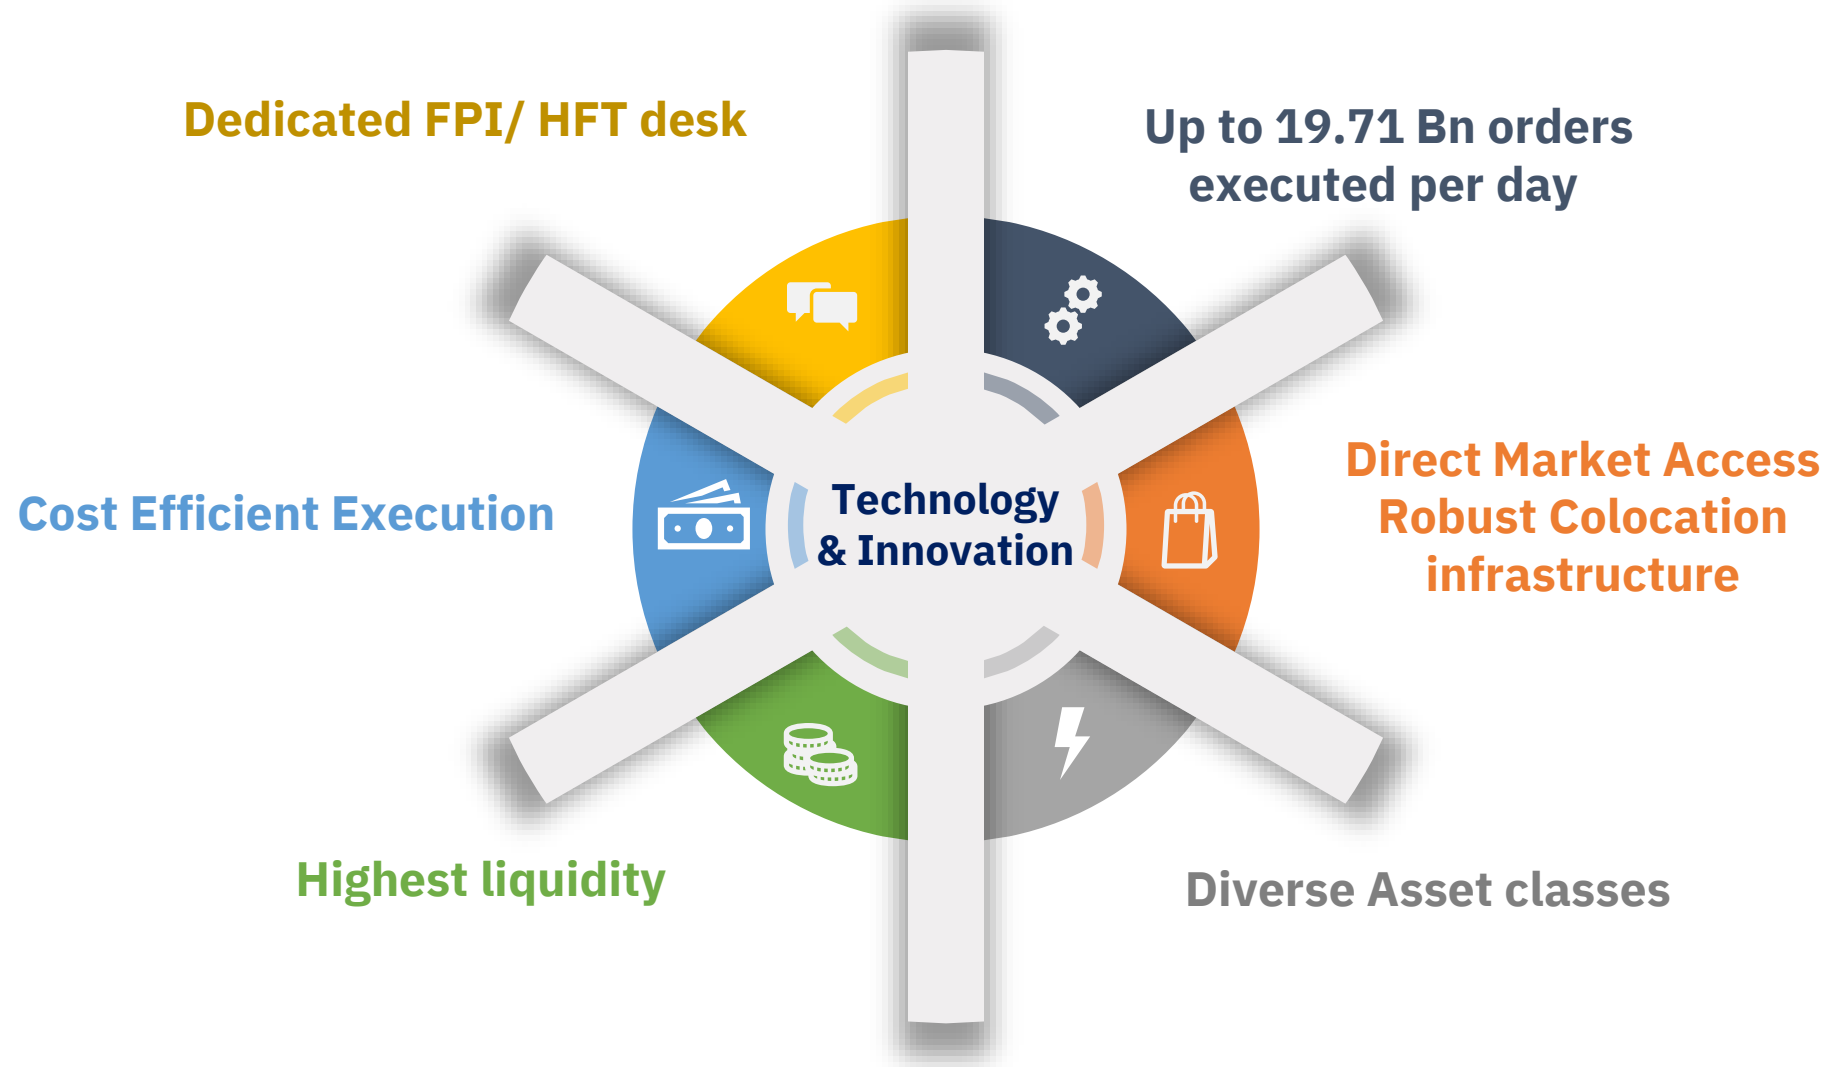 Dedicated FPI/ HFT desk
Up to 19.71 Bn orders
executed per day
Cost Efficient Execution
Technology
& Innovation
Direct Market Access
Robust Colocation
infrastructure
Highest liquidity
Diverse Asset classes